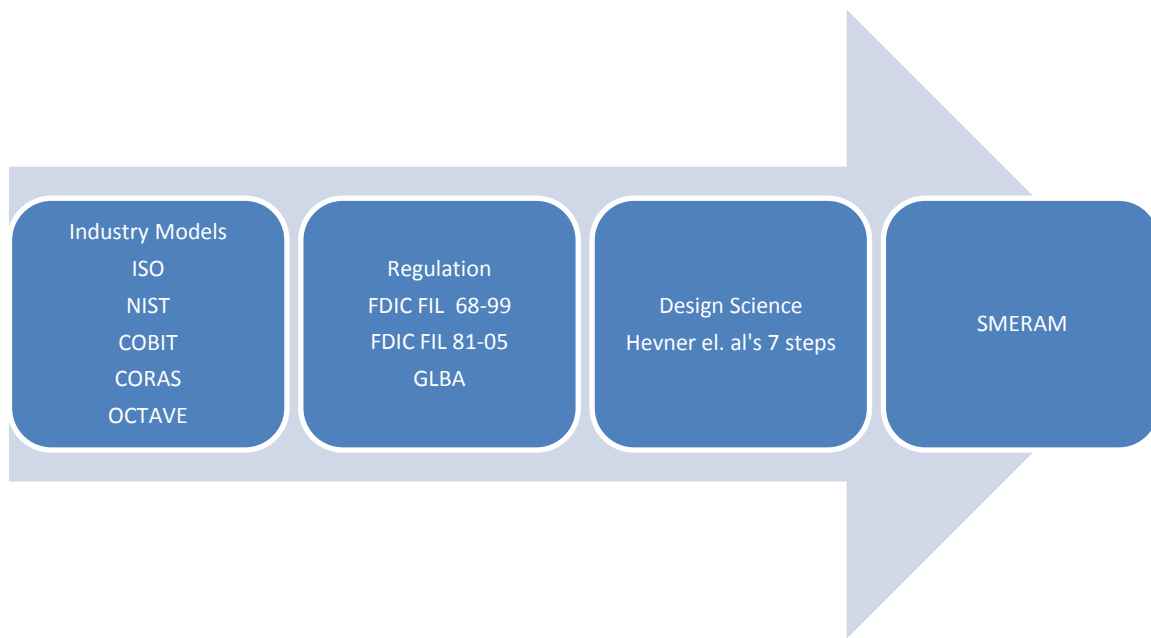 Industry Models
ISO
NIST
COBIT
CORAS
OCTAVE
Regulation
FDIC FIL  68-99
FDIC FIL 81-05
GLBA
Design Science
Hevner el. al's 7 steps
SMERAM